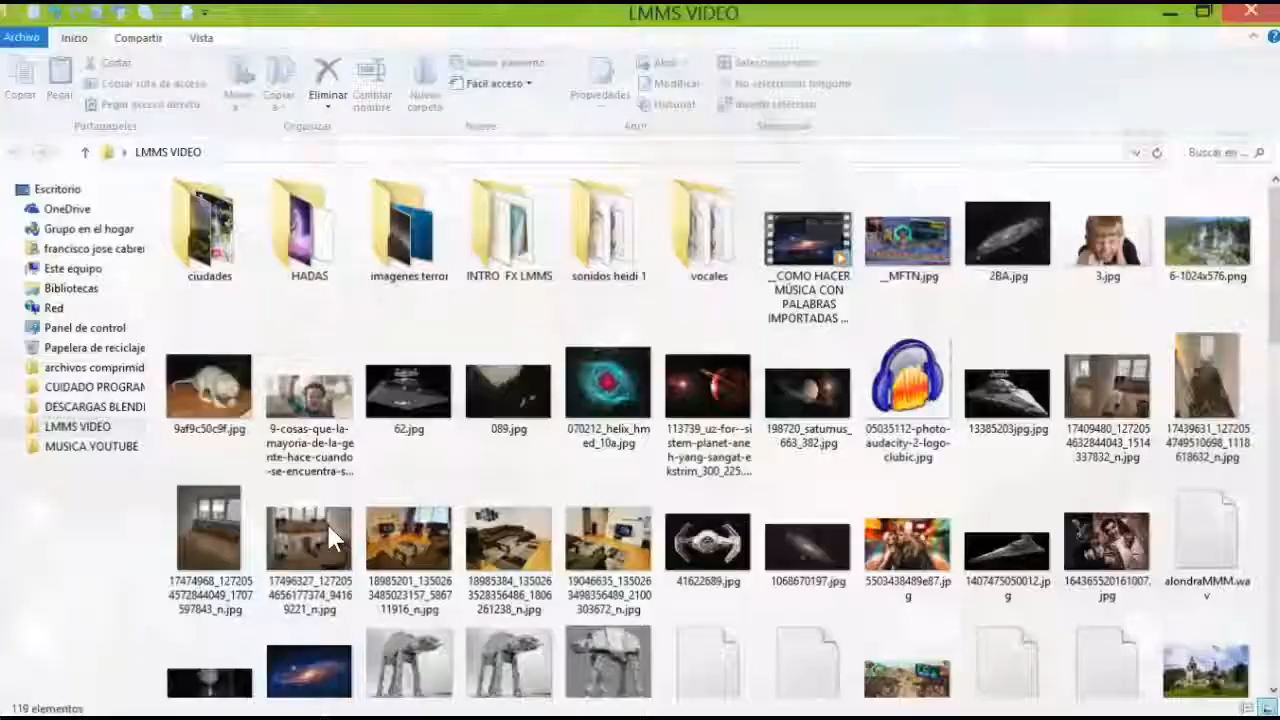 LMMS VIDEO
Archivo Inicio Compartir Vista
Copiar Pegar
Cortar
Copiar ruta de acceso
Pegar acceso directo
Portapapeles
Mover a
Copiar a
Eliminar
Cambiar nombre
Organizar
Nueva carpeta
Nuevo elemento
Fácil acceso
Nuevo
Propiedades
Abrir
Modificar
Historial
Abrir
Seleccionar todo
No seleccionar ninguno
Invertir selección
Seleccionar
LMMS VIDEO
Buscar en ...
Escritorio
OneDrive
Grupo en el hogar
francisco jose cabrer
Este equipo
Bibliotecas
Red
Panel de control
Papelera de reciclaje
archivos comprimid
CUIDADO PROGRAN
DESCARGAS BLENDI
LMMS VIDEO
MUSICA YOUTUBE
ciudades
HADAS
imagenes terror
INTRO FX LMMS
sonidos heidi 1
vocales
__COMO HACER
MÚSICA CON
PALABRAS
IMPORTADAS ...
__MFTN.jpg
2BA.jpg
3.jpg
6-1024x576.png
9af9c50c9f.jpg
9-cosas-que-la-
mayoria-de-la-ge
nte-hace-cuando
-se-encuentra-s...
62.jpg
089.jpg
070212_helix_hm
ed_10a.jpg
113739_uz-for--si
stem-planet-ane
h-yang-sangat-e
kstrim_300_225....
198720_saturnus_
663_382.jpg
05035112-photo-
audacity-2-logo-
clubic.jpg
13385203jpg.jpg
17409480_127205
4632844043_1514
337832_n.jpg
17439631_127205
4749510698_1118
618632_n.jpg
17474968_127205
4572844049_1707
597843_n.jpg
17496327_127205
4656177374_9416
9221_n.jpg
18985201_135026
3485023157_5867
11916_n.jpg
18985384_135026
3528356486_1806
261238_n.jpg
19046635_135026
3498356489_2100
303672_n.jpg
41622689.jpg
1068670197.jpg
5503438489e87.jp
g
1407475050012.jp
g
164365520161007.
jpg
alondraMMM.wa
v
119 elementos